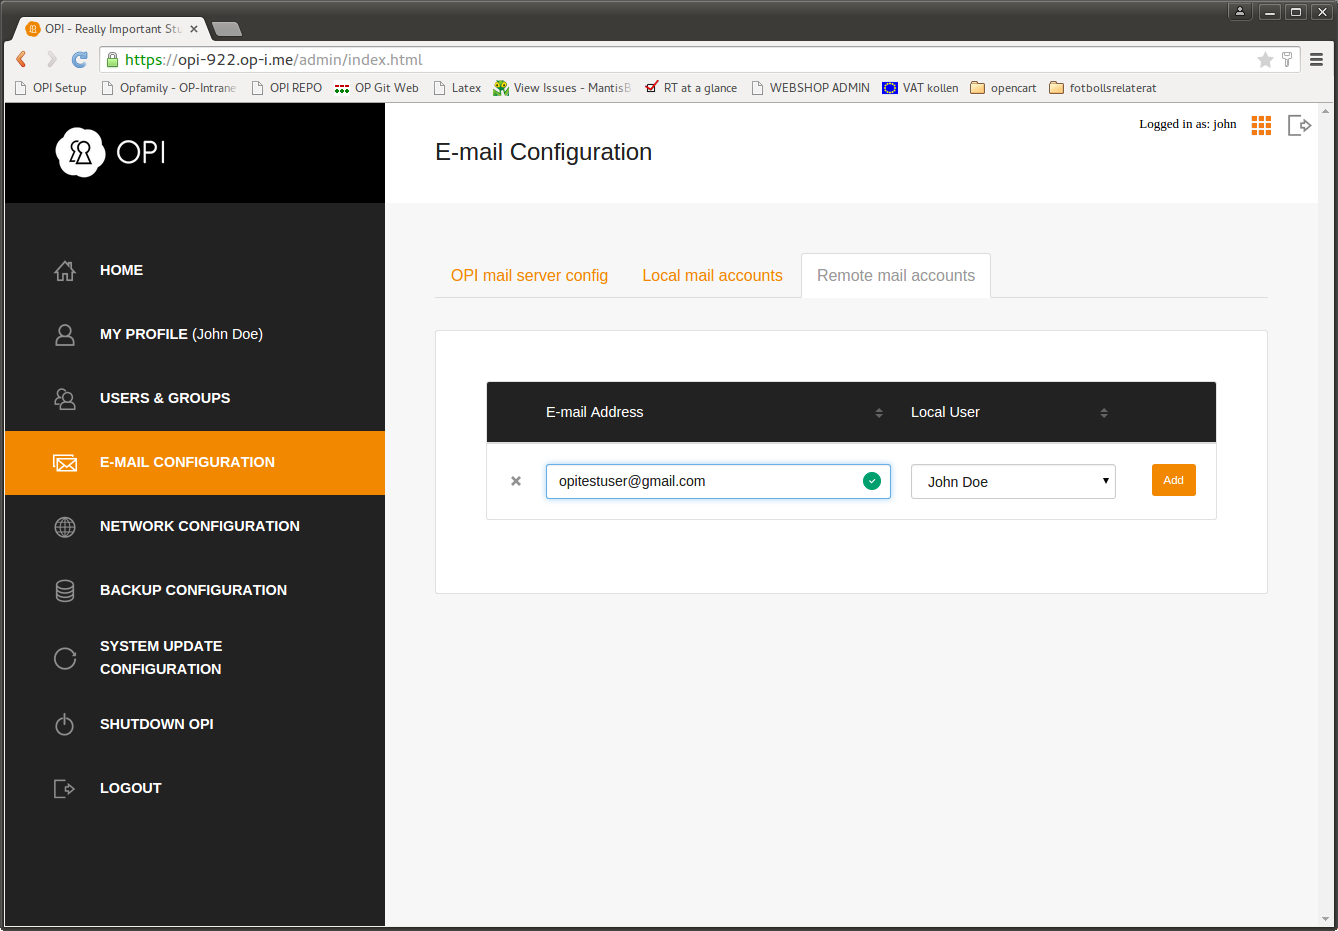 OPI - Really Important Stu
https://opi-922.op-i.me/admin/index.html
OPI Setup
Opfamily - OP-Intrane
OPI REPO
OP Git Web
Latex
View Issues - MantisB
RT at a glance
WEBSHOP ADMIN
VAT kollen
opencart
fotbollsrelaterat
OPI
Logged in as: john
E-mail Configuration
HOME
MY PROFILE (John Doe)
USERS & GROUPS
E-MAIL CONFIGURATION
NETWORK CONFIGURATION
BACKUP CONFIGURATION
SYSTEM UPDATE
CONFIGURATION
SHUTDOWN OPI
LOGOUT
OPI mail server config
Local mail accounts
Remote mail accounts
E-mail Address
Local User
opitestuser@gmail.com
John Doe
Add